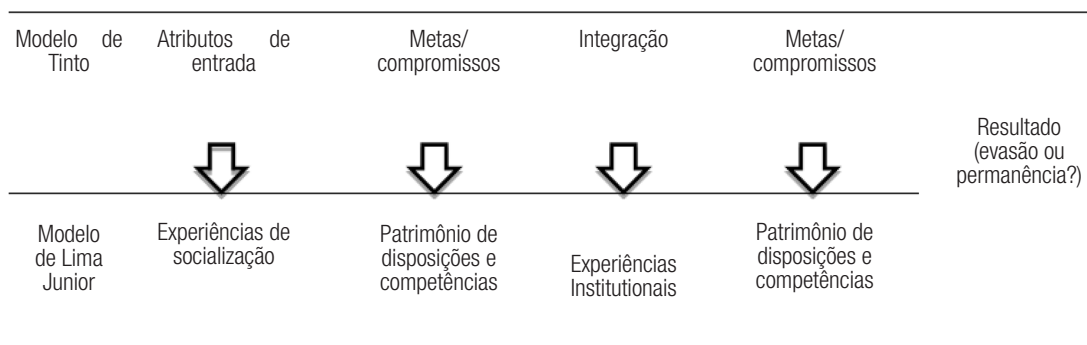 Modelo de
Tinto
Atributos de
entrada
Metas/
compromissos
Integração
Metas/
compromissos
Resultado
(evasão ou
permanência?)
Modelo
de Lima
Junior
Experiências de
socialização
Patrimônio de
disposições e
competências
Experiências
Institutionais
Patrimônio de
disposições e
competências